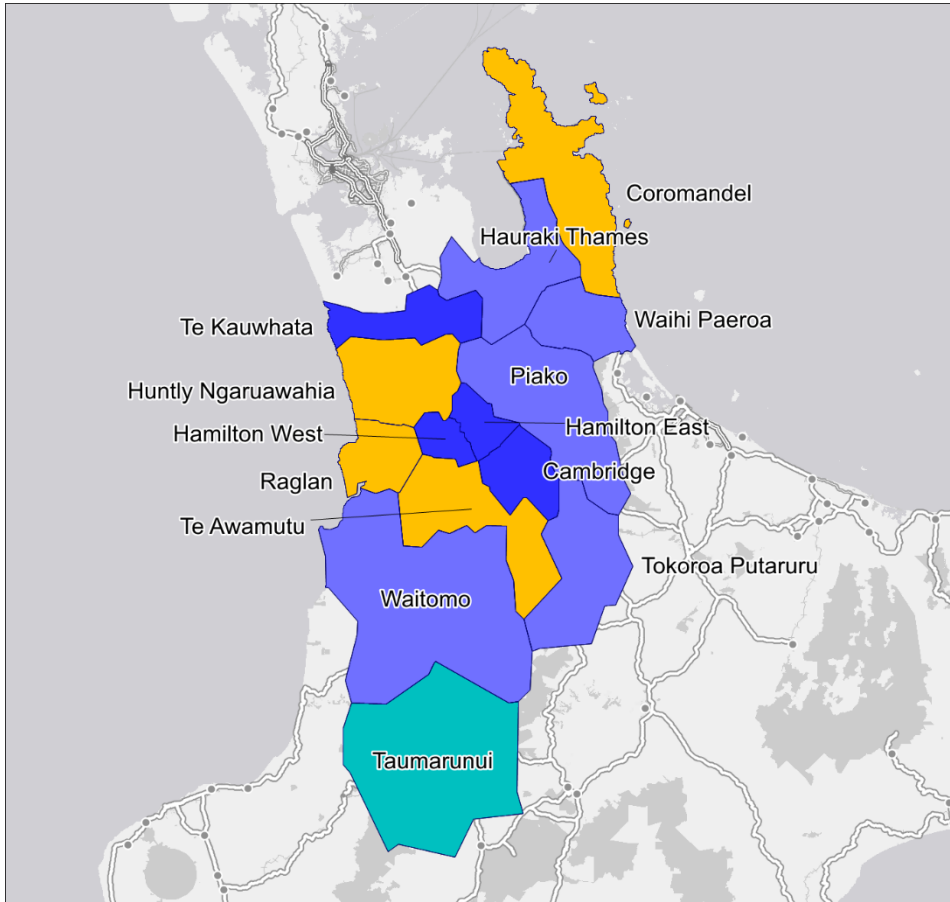 Coromandel
Hauraki Thames
Waihi Paeroa
Te Kauwhata
Piako
Huntly Ngaruawahia
Hamilton East
Hamilton West
Cambridge
Raglan
Te Awamutu
Tokoroa Putaruru
Waitomo
Taumarunui